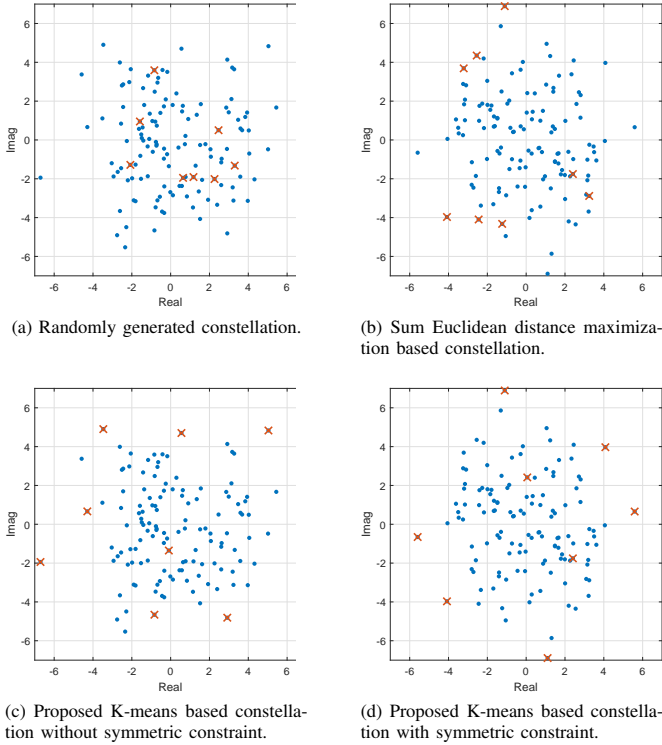 6
4
2
0
-2
-4
-6
Imag
-6 -4 -2 0 2 4 6
Real
(a) Randomly generated constellation.
6
4
2
0
-2
-4
-6
Imag
-6 -4 -2 0 2 4 6
Real
(b) Sum Euclidean distance maximiza-
tion based constellation.
6
4
2
0
-2
-4
-6
Imag
-6 -4 -2 0 2 4 6
Real
(c) Proposed K-means based constella-
tion without symmetric constraint.
6
4
2
0
-2
-4
-6
Imag
-6 -4 -2 0 2 4 6
Real
(d) Proposed K-means based constella-
tion with symmetric constraint.